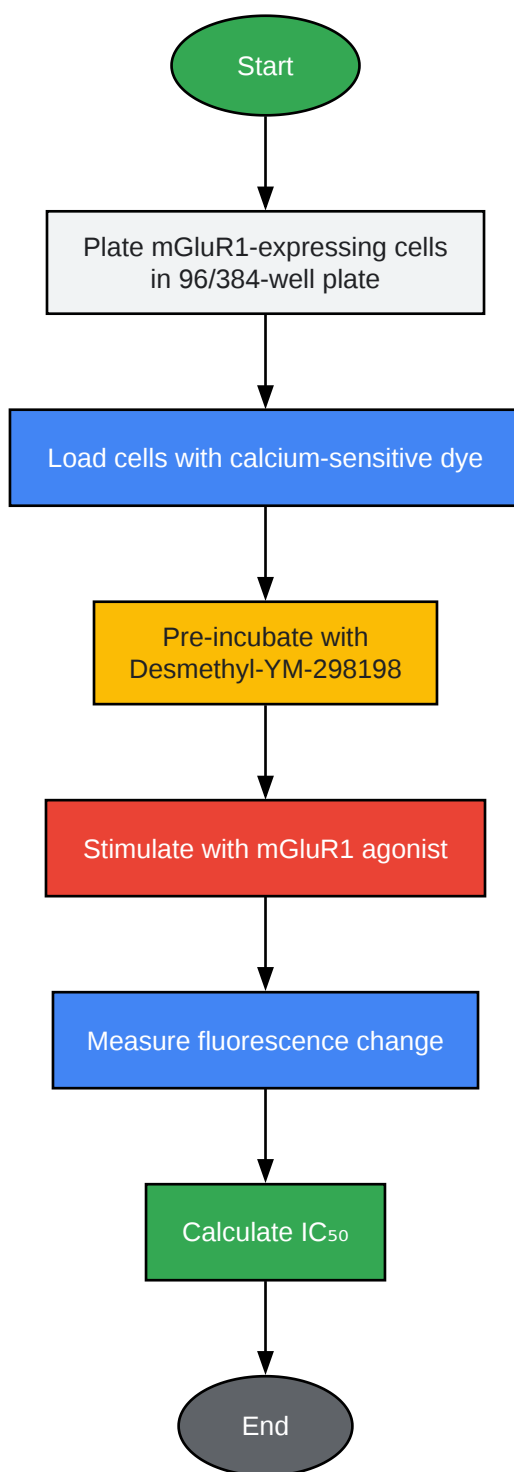 Start
Plate mGluR1-expressing cells
in 96/384-well plate
Load cells with calcium-sensitive dye
Pre-incubate with
Desmethyl-YM-298198
Stimulate with mGluR1 agonist
Measure fluorescence change
Calculate IC₅₀
End